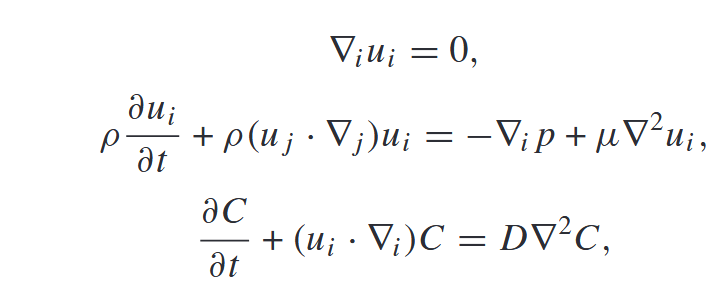 ∇ᵢuᵢ = 0,
ρ ∂uᵢ/∂t + ρ(uⱼ · ∇ⱼ)uᵢ = −∇ᵢp + μ∇²uᵢ,
∂C/∂t + (uᵢ · ∇ᵢ)C = D∇²C,